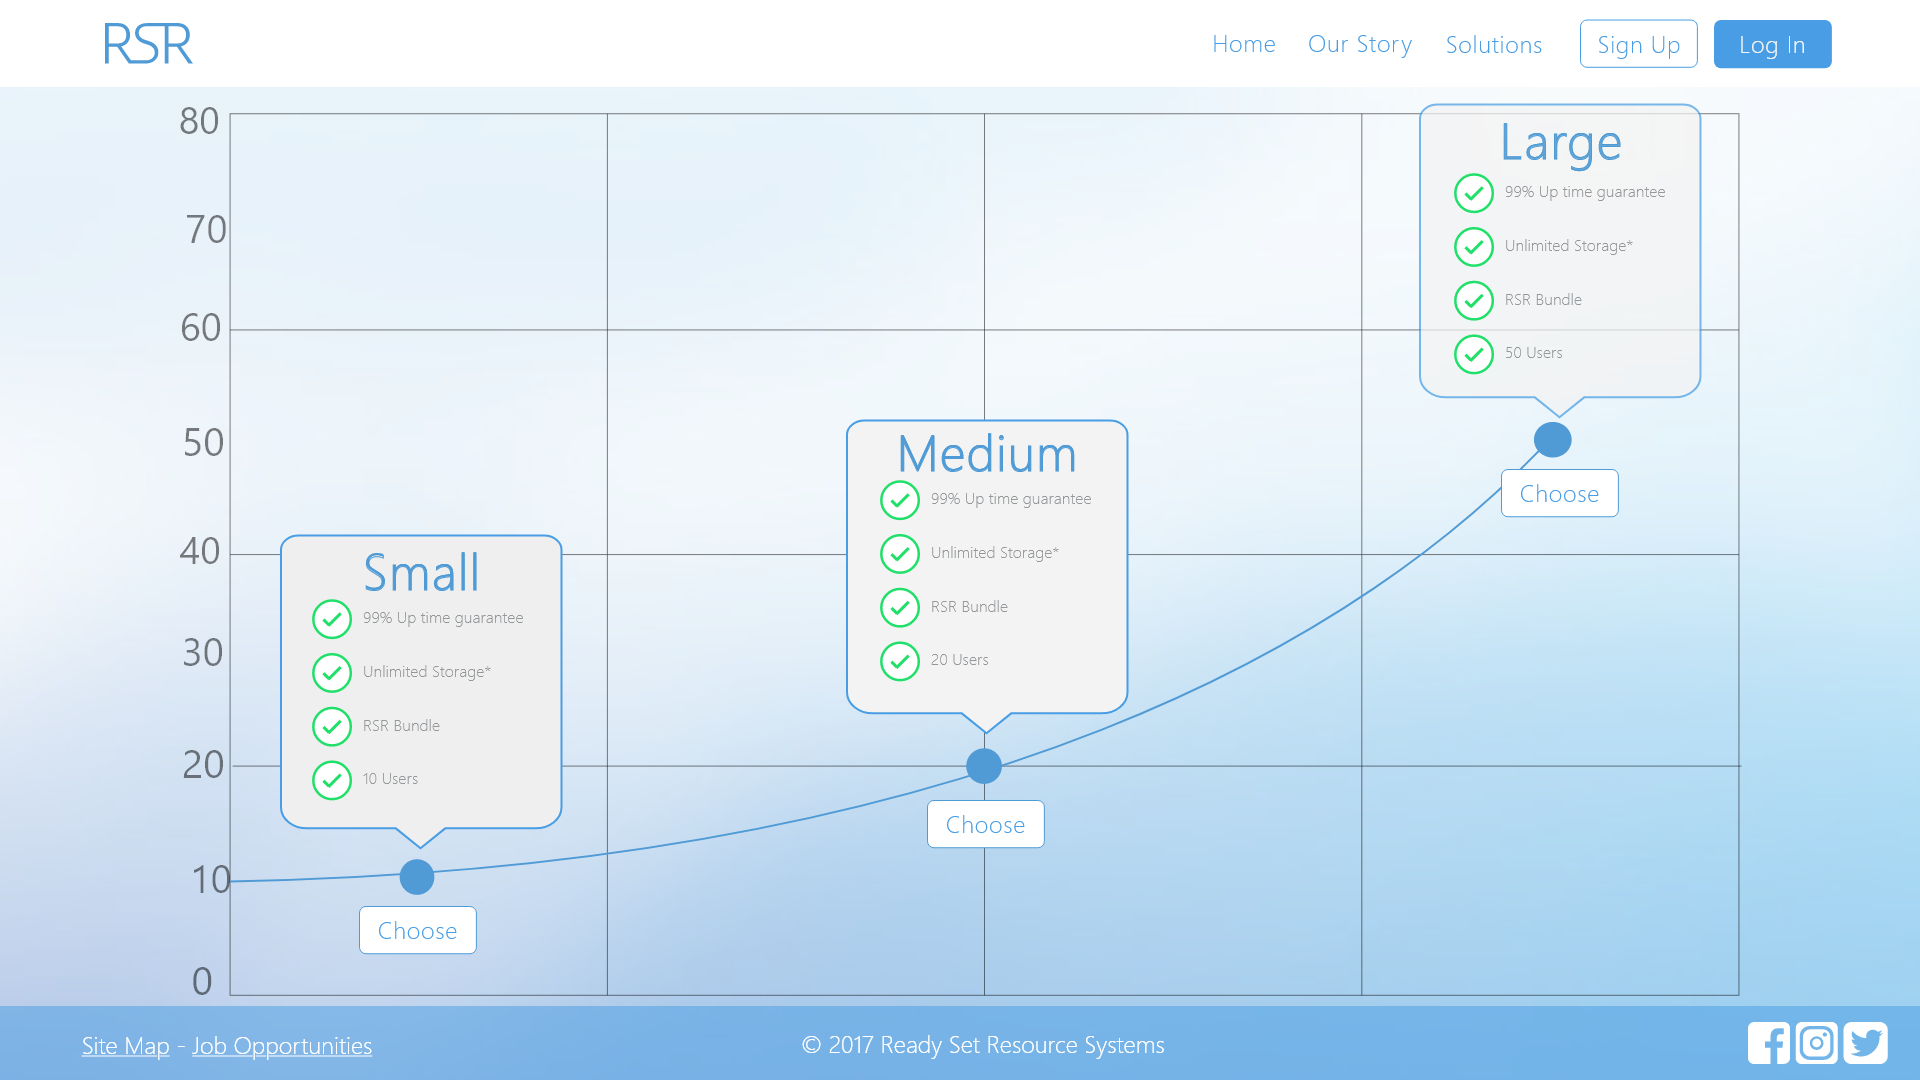 RSR
Home
Our Story
Solutions
Sign Up
Log In
80
70
60
50
40
30
20
10
0
Small
99% Up time guarantee
Unlimited Storage*
RSR Bundle
10 Users
Choose
Medium
99% Up time guarantee
Unlimited Storage*
RSR Bundle
20 Users
Choose
Large
99% Up time guarantee
Unlimited Storage*
RSR Bundle
50 Users
Choose
Site Map - Job Opportunities
© 2017 Ready Set Resource Systems